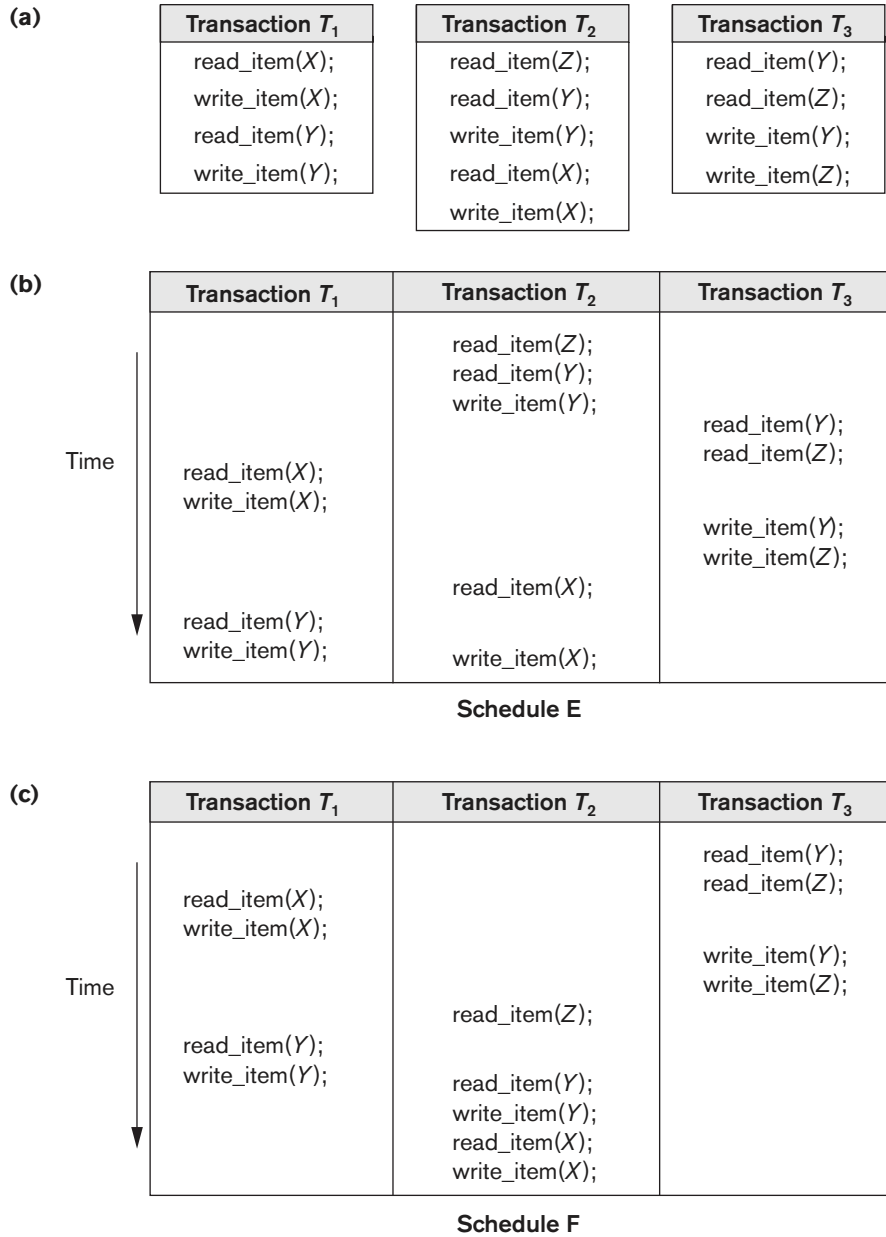 (a)
Transaction T1 Transaction T2 Transaction T3
read_item(X); read_item(Z); read_item(Y);
write_item(X); read_item(Y); read_item(Z);
read_item(Y); write_item(Y); write_item(Y);
write_item(Y); read_item(X); write_item(Z);
write_item(X);
(b)
Transaction T1 Transaction T2 Transaction T3
read_item(Z);
read_item(Y);
write_item(Y);
read_item(Y);
Time read_item(Z);
read_item(X);
write_item(X);
write_item(Y);
write_item(Z);
read_item(X);
read_item(Y);
write_item(Y); write_item(X);
Schedule E
(c)
Transaction T1 Transaction T2 Transaction T3
read_item(Y);
read_item(Z);
read_item(X);
write_item(X);
write_item(Y);
Time write_item(Z);
read_item(Z);
read_item(Y);
write_item(Y);
read_item(Y);
write_item(Y);
read_item(X);
write_item(X);
Schedule F